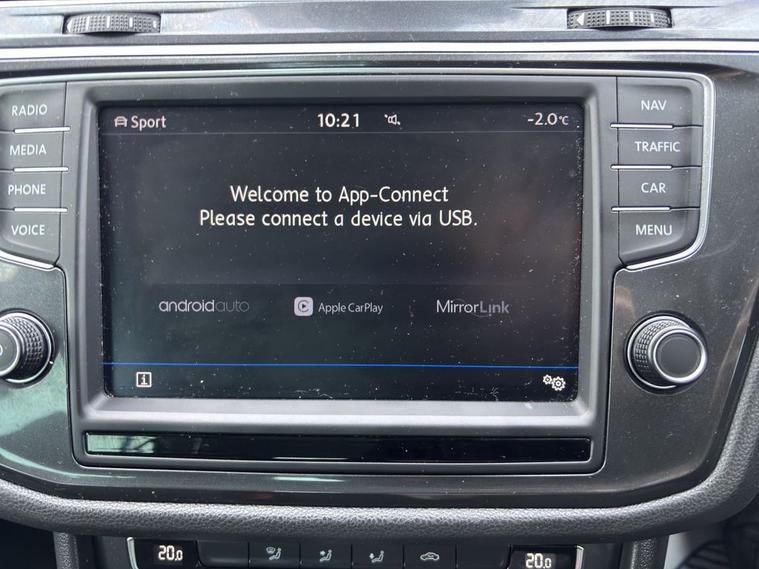 RADIO
MEDIA
PHONE
VOICE
Sport 10:21 -2.0°C
Welcome to App-Connect
Please connect a device via USB.
androidauto Apple CarPlay MirrorLink
i
NAV
TRAFFIC
CAR
MENU
20.0 20.0